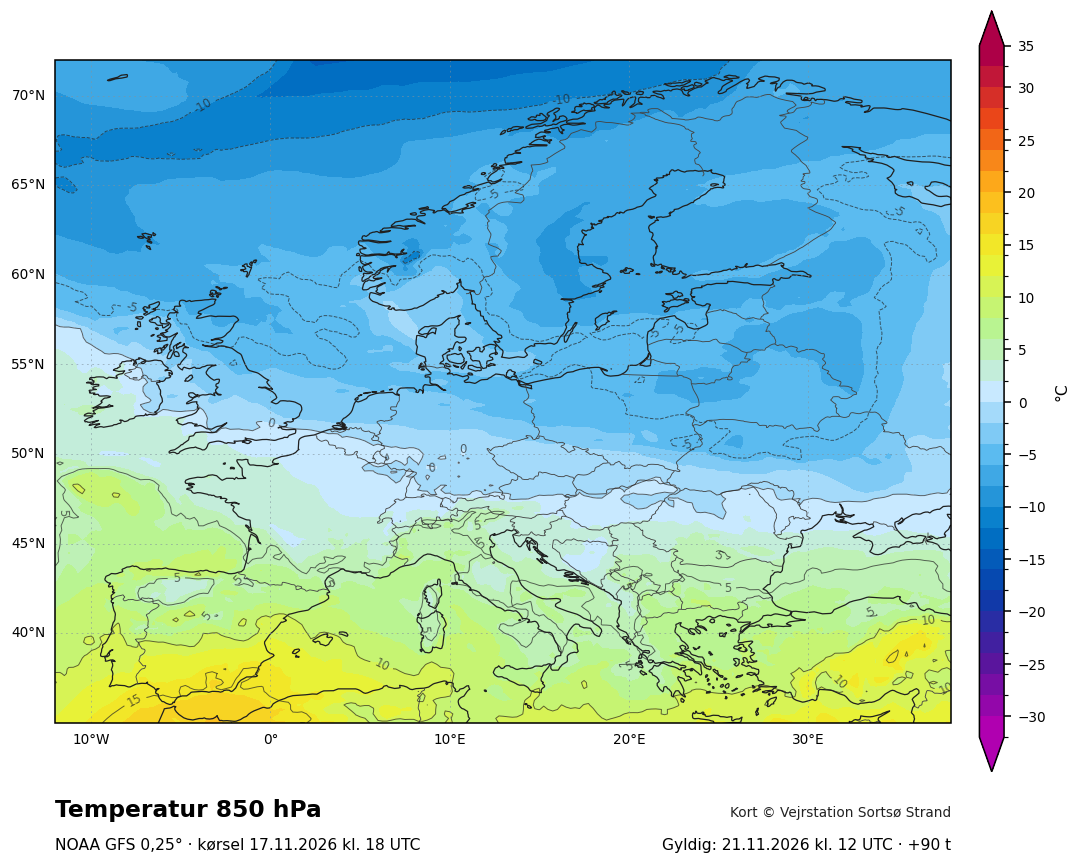 70°N
65°N
60°N
55°N
50°N
45°N
40°N
10°W
0°
10°E
20°E
30°E
35
30
25
20
15
10
5
0
−5
−10
−15
−20
−25
−30
°C
Temperatur 850 hPa
Kort © Vejrstation Sortsø Strand
NOAA GFS 0,25° · kørsel 17.11.2026 kl. 18 UTC
Gyldig: 21.11.2026 kl. 12 UTC · +90 t